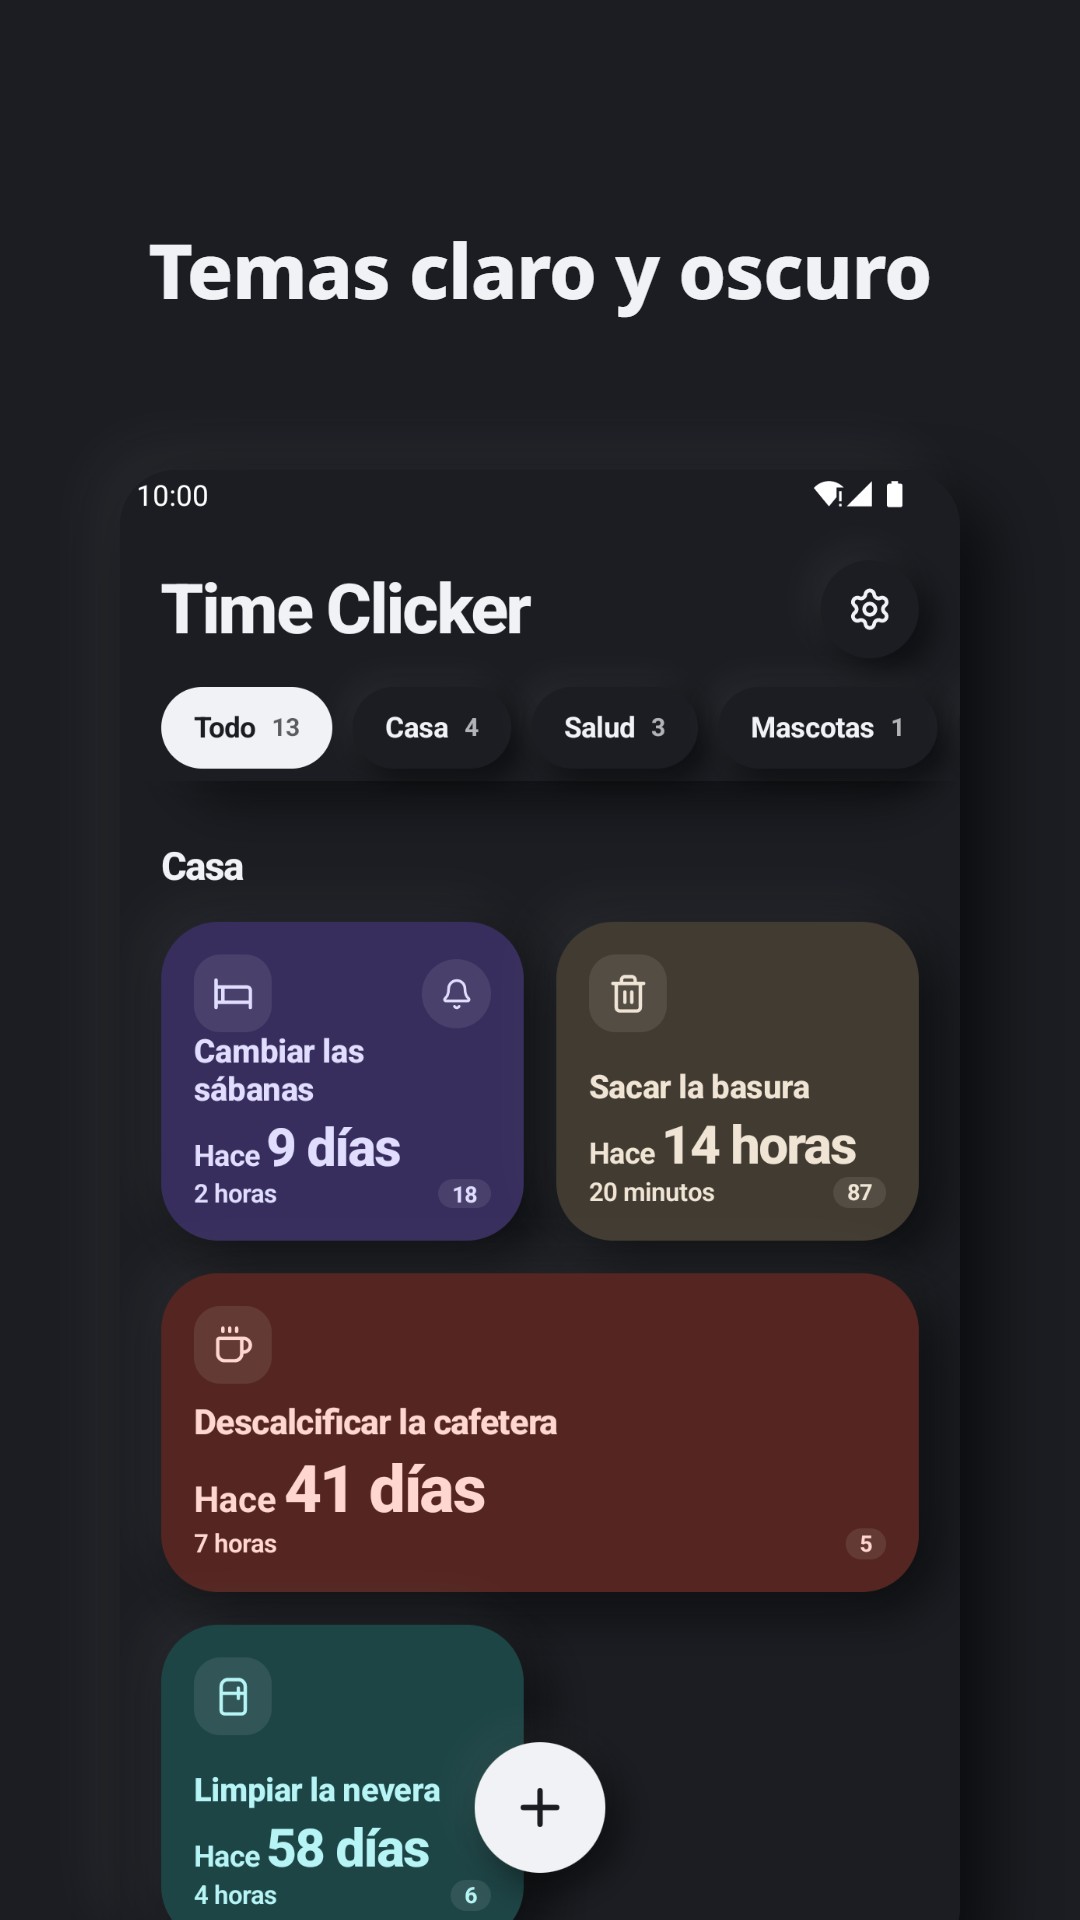 Temas claro y oscuro
10:00
Time Clicker
Todo 13
Casa 4
Salud 3
Mascotas 1
Casa
Cambiar las
sábanas
Hace 9 días
2 horas
18
Sacar la basura
Hace 14 horas
20 minutos
87
Descalcificar la cafetera
Hace 41 días
7 horas
5
Limpiar la nevera
Hace 58 días
4 horas
6